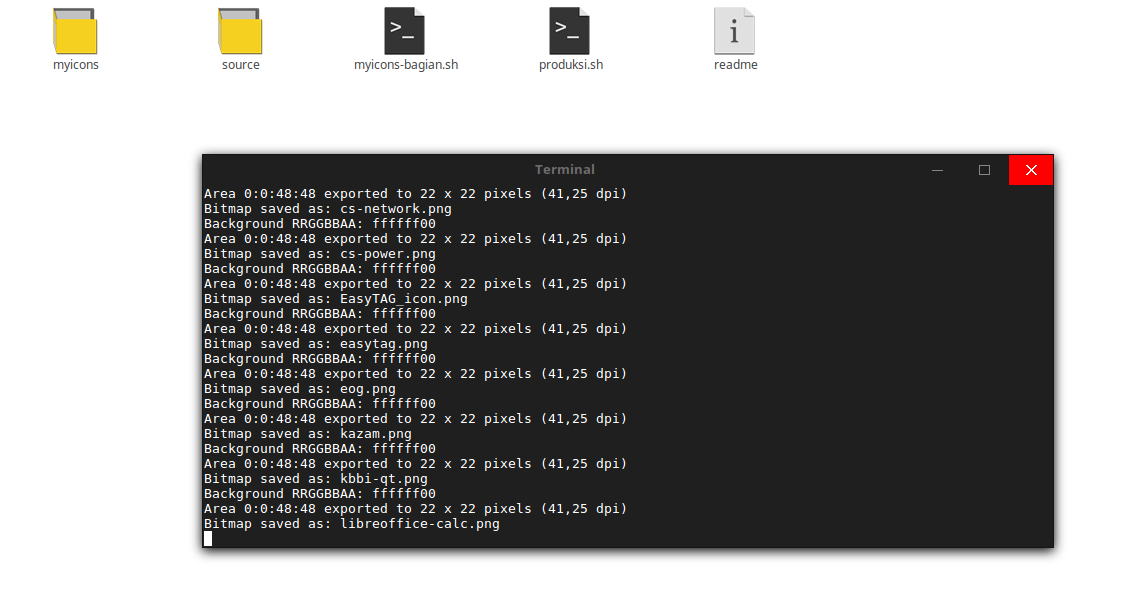 myicons
source
myicons-bagian.sh
produksi.sh
readme
Terminal
Area 0:0:48:48 exported to 22 x 22 pixels (41,25 dpi)
Bitmap saved as: cs-network.png
Background RRGGBBAA: ffffff00
Area 0:0:48:48 exported to 22 x 22 pixels (41,25 dpi)
Bitmap saved as: cs-power.png
Background RRGGBBAA: ffffff00
Area 0:0:48:48 exported to 22 x 22 pixels (41,25 dpi)
Bitmap saved as: EasyTAG_icon.png
Background RRGGBBAA: ffffff00
Area 0:0:48:48 exported to 22 x 22 pixels (41,25 dpi)
Bitmap saved as: easytag.png
Background RRGGBBAA: ffffff00
Area 0:0:48:48 exported to 22 x 22 pixels (41,25 dpi)
Bitmap saved as: eog.png
Background RRGGBBAA: ffffff00
Area 0:0:48:48 exported to 22 x 22 pixels (41,25 dpi)
Bitmap saved as: kazam.png
Background RRGGBBAA: ffffff00
Area 0:0:48:48 exported to 22 x 22 pixels (41,25 dpi)
Bitmap saved as: kbbi-qt.png
Background RRGGBBAA: ffffff00
Area 0:0:48:48 exported to 22 x 22 pixels (41,25 dpi)
Bitmap saved as: libreoffice-calc.png